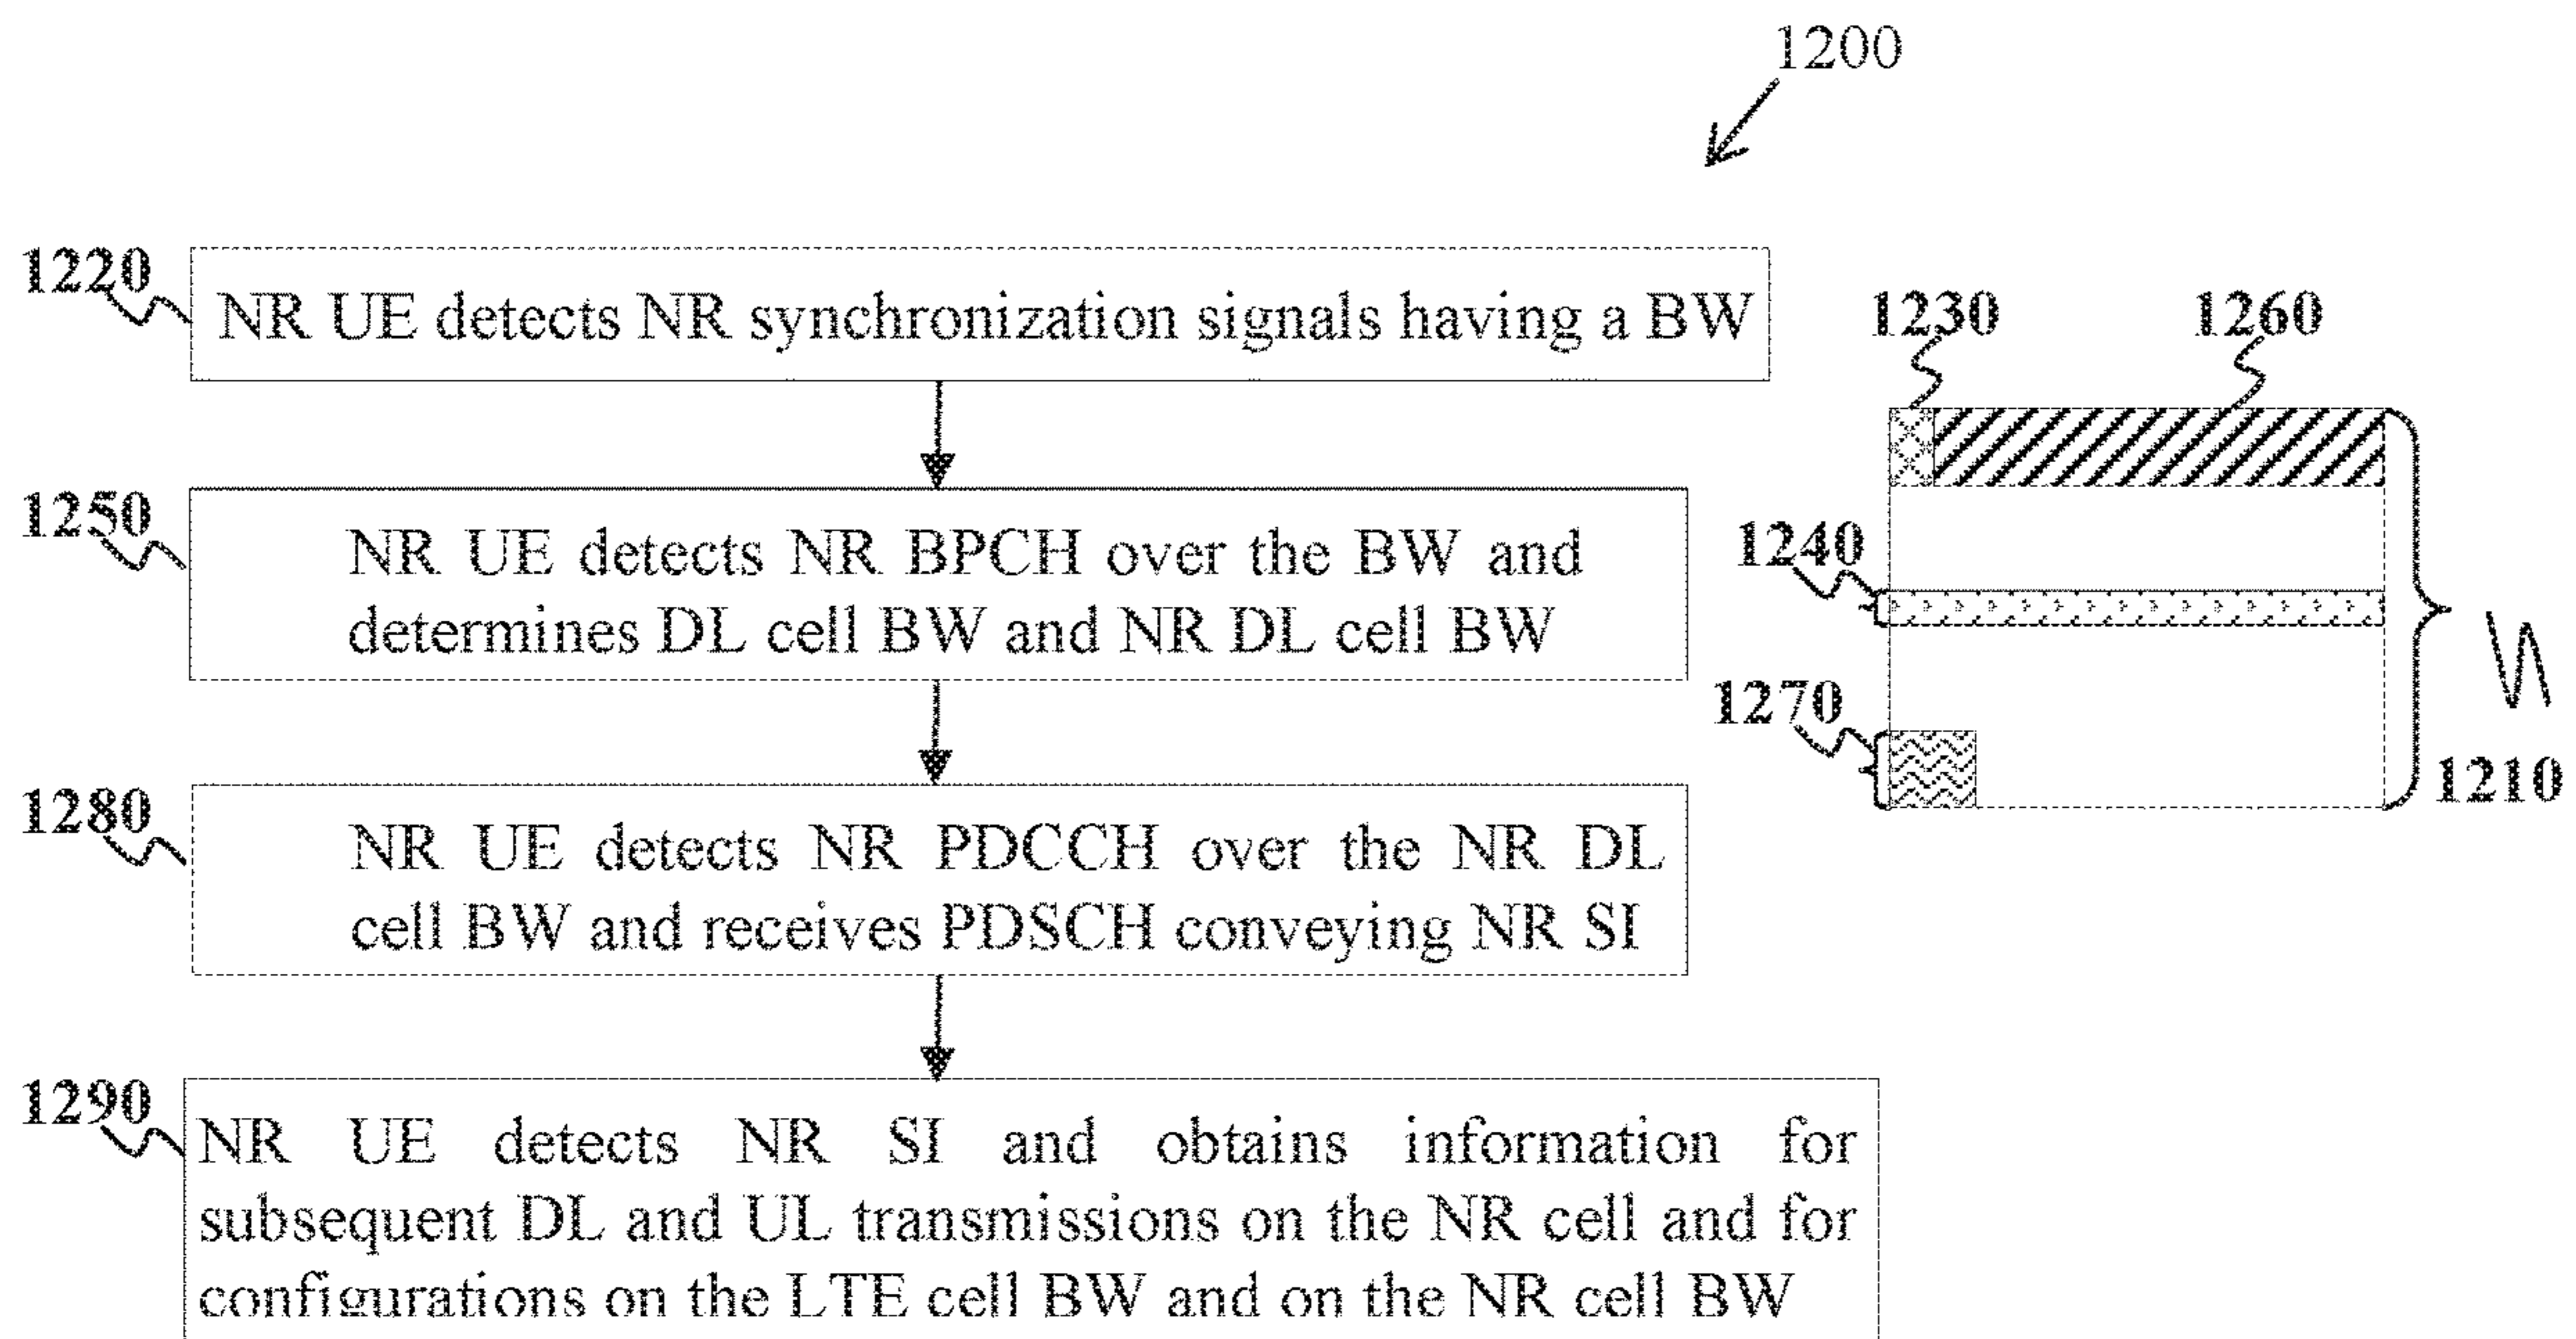 1200
1220
NR UE detects NR synchronization signals having a BW
1230
1260
1250
NR UE detects NR BPCH over the BW and
determines DL cell BW and NR DL cell BW
1240
1270
1210
1280
NR UE detects NR PDCCH over the NR DL
cell BW and receives PDSCH conveying NR SI
1290
NR UE detects NR SI and obtains information for
subsequent DL and UL transmissions on the NR cell and for
configurations on the LTE cell BW and on the NR cell BW